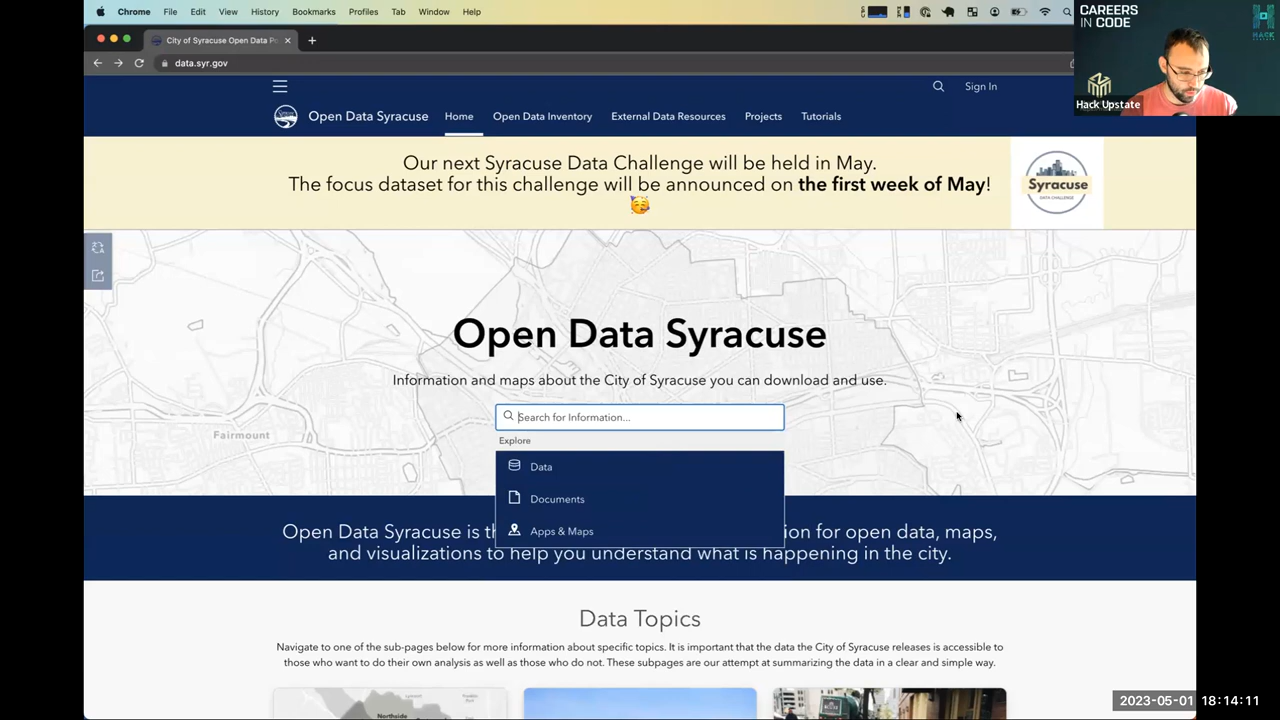 Chrome File Edit View History Bookmarks Profiles Tab Window Help
CAREERS
IN CODE
HACK
Hack Upstate
City of Syracuse Open Data Po
data.syr.gov
Sign In
Open Data Syracuse Home Open Data Inventory External Data Resources Projects Tutorials
Our next Syracuse Data Challenge will be held in May.
The focus dataset for this challenge will be announced on the first week of May!
Syracuse
DATA CHALLENGE
Open Data Syracuse
Information and maps about the City of Syracuse you can download and use.
Search for Information...
Fairmount
Explore
Data
Documents
Apps & Maps
Open Data Syracuse is th ion for open data, maps,
and visualizations to help you understand what is happening in the city.
Data Topics
Navigate to one of the sub-pages below for more information about specific topics. It is important that the data the City of Syracuse releases is accessible to
those who want to do their own analysis as well as those who do not. These subpages are our attempt at summarizing the data in a clear and simple way.
Northside
2023-05-01 18:14:11